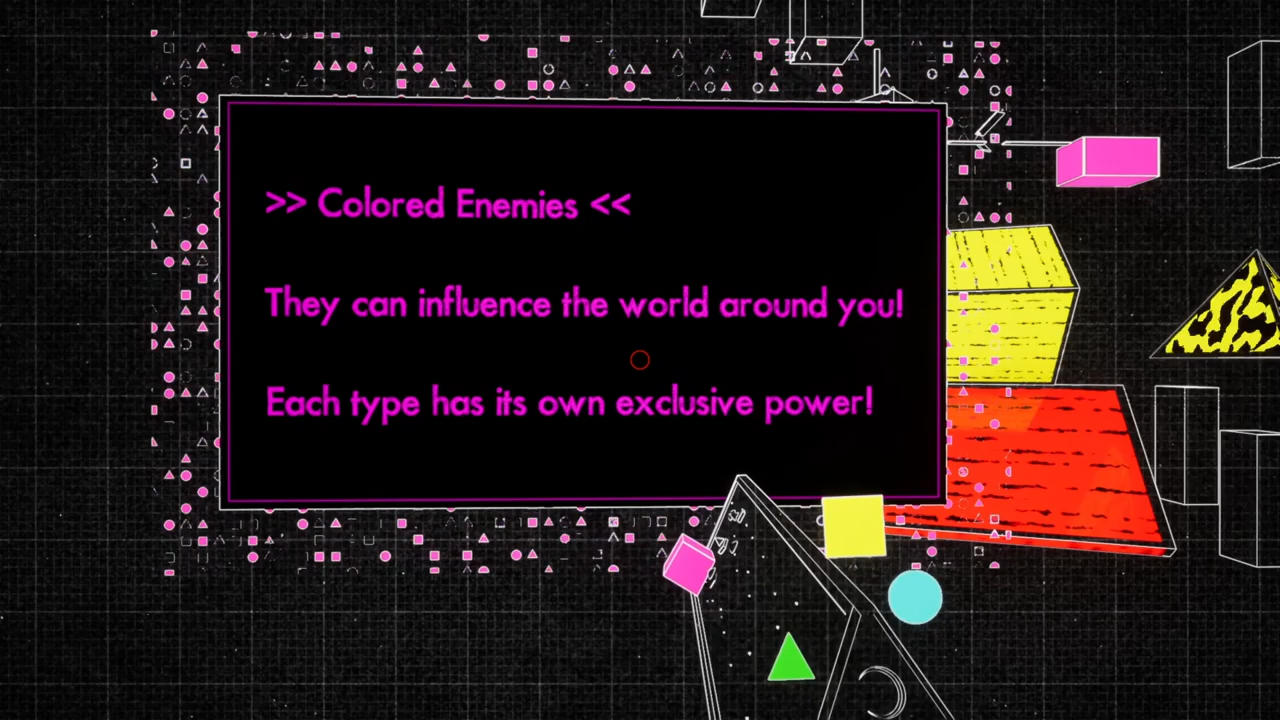 >> Colored Enemies <<
They can influence the world around you!
Each type has its own exclusive power!